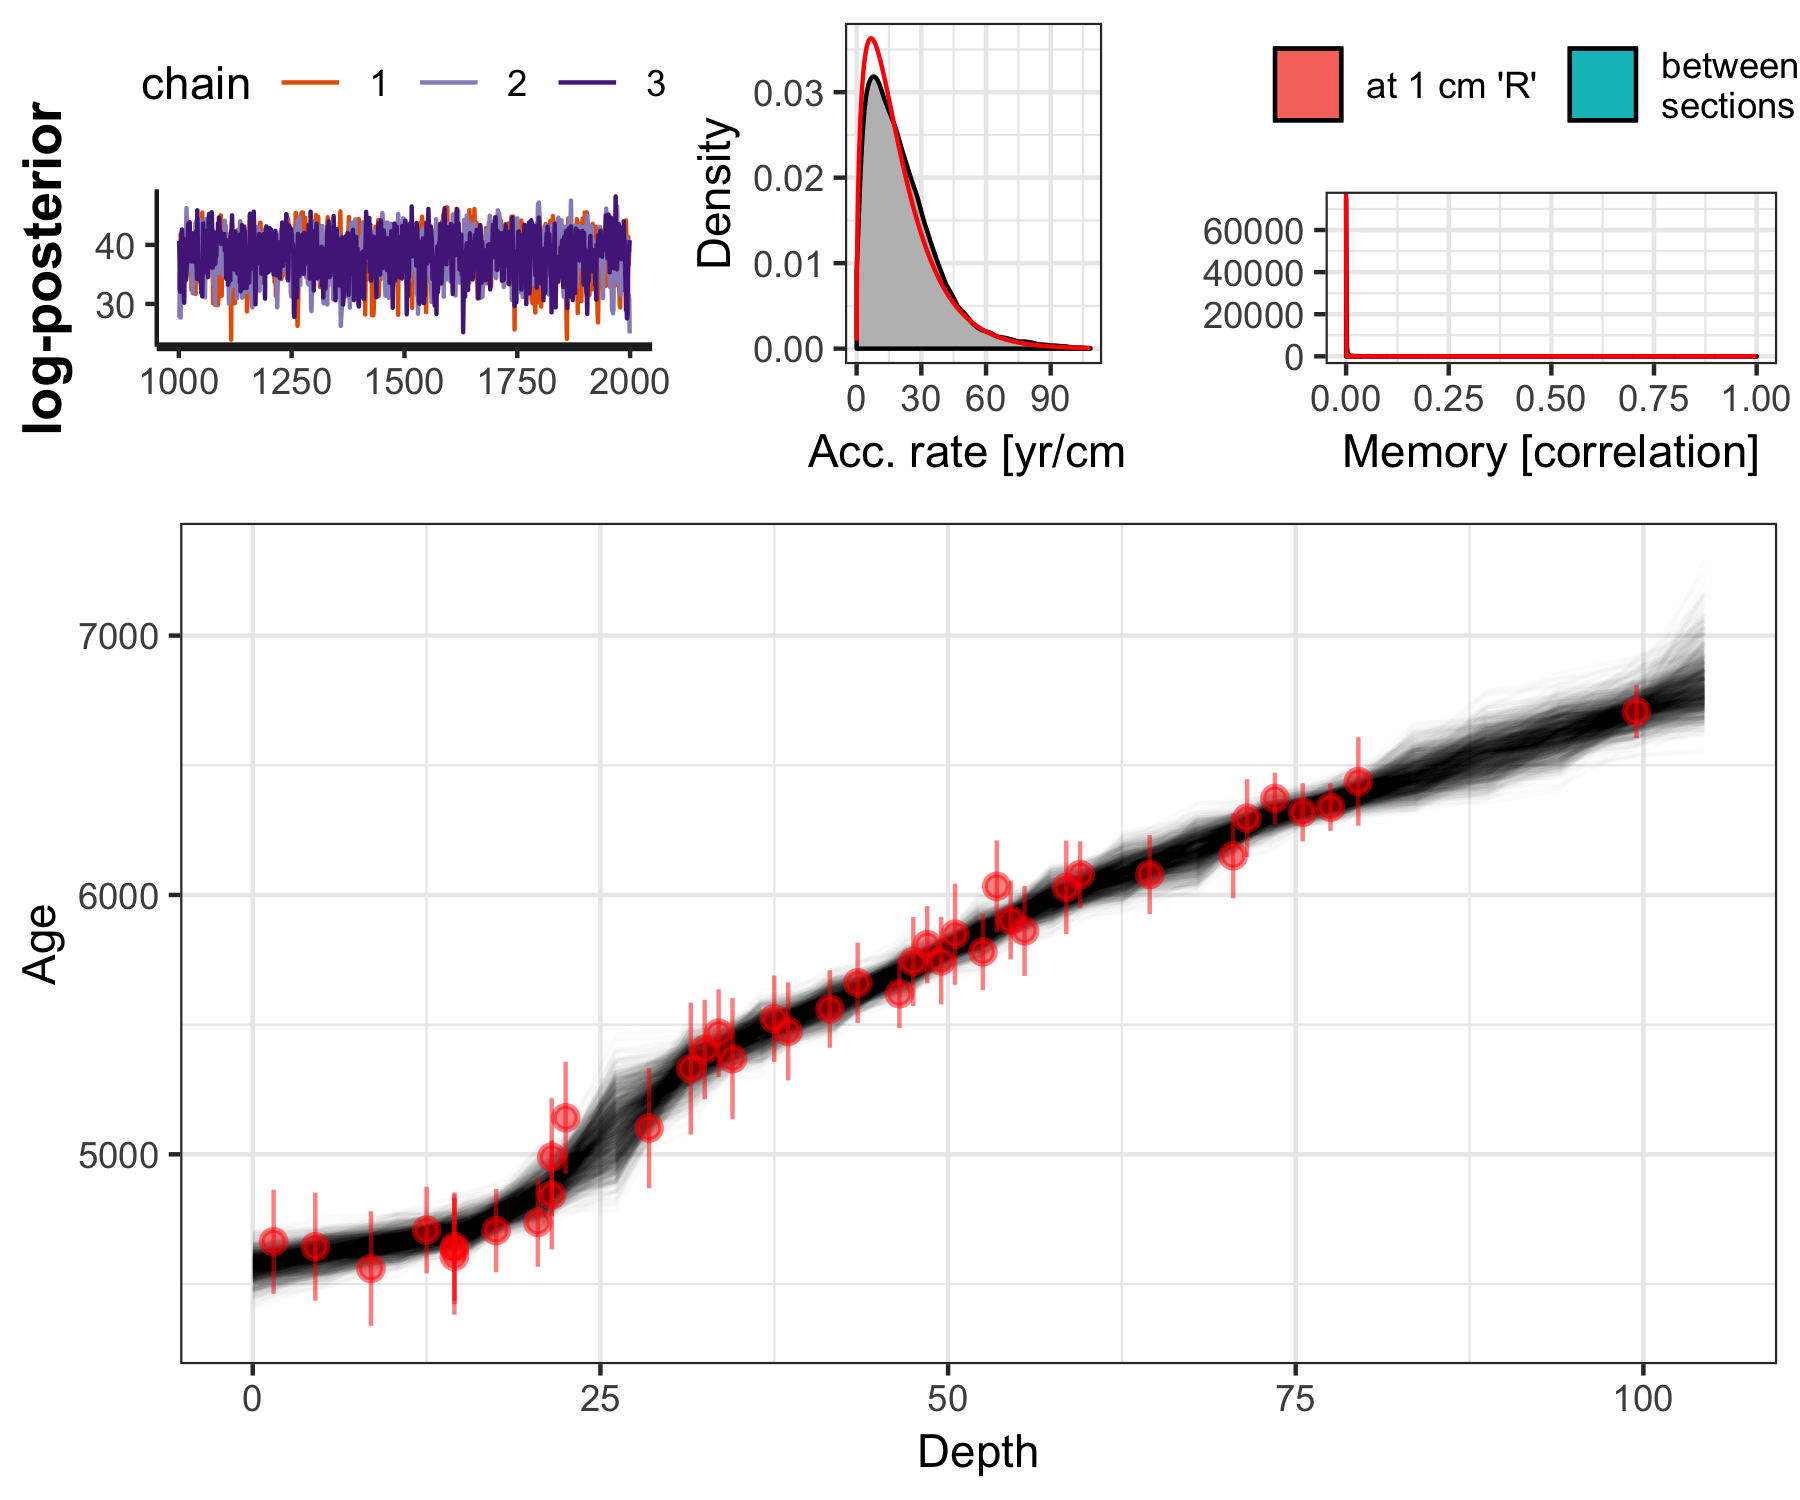 chain 1 2 3
log-posterior
40
30
1000 1250 1500 1750 2000
Density
0.03
0.02
0.01
0.00
0 30 60 90
Acc. rate [yr/cm
at 1 cm 'R'
between
sections
60000
40000
20000
0
0.00 0.25 0.50 0.75 1.00
Memory [correlation]
Age
7000
6000
5000
0 25 50 75 100
Depth